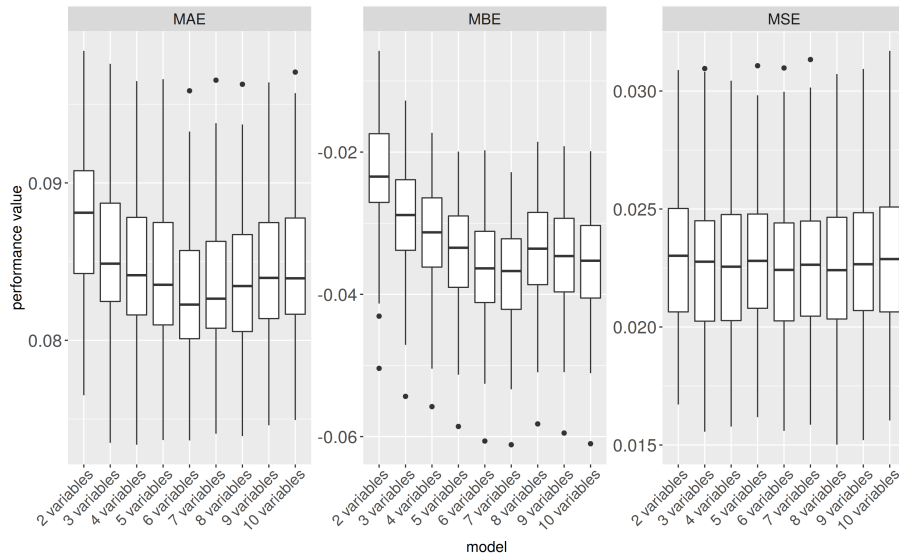 MAE
MBE
MSE
performance value
0.09
0.08
-0.02
-0.04
-0.06
0.030
0.025
0.020
0.015
2 variables
3 variables
4 variables
5 variables
6 variables
7 variables
8 variables
9 variables
10 variables
2 variables
3 variables
4 variables
5 variables
6 variables
7 variables
8 variables
9 variables
10 variables
2 variables
3 variables
4 variables
5 variables
6 variables
7 variables
8 variables
9 variables
10 variables
model